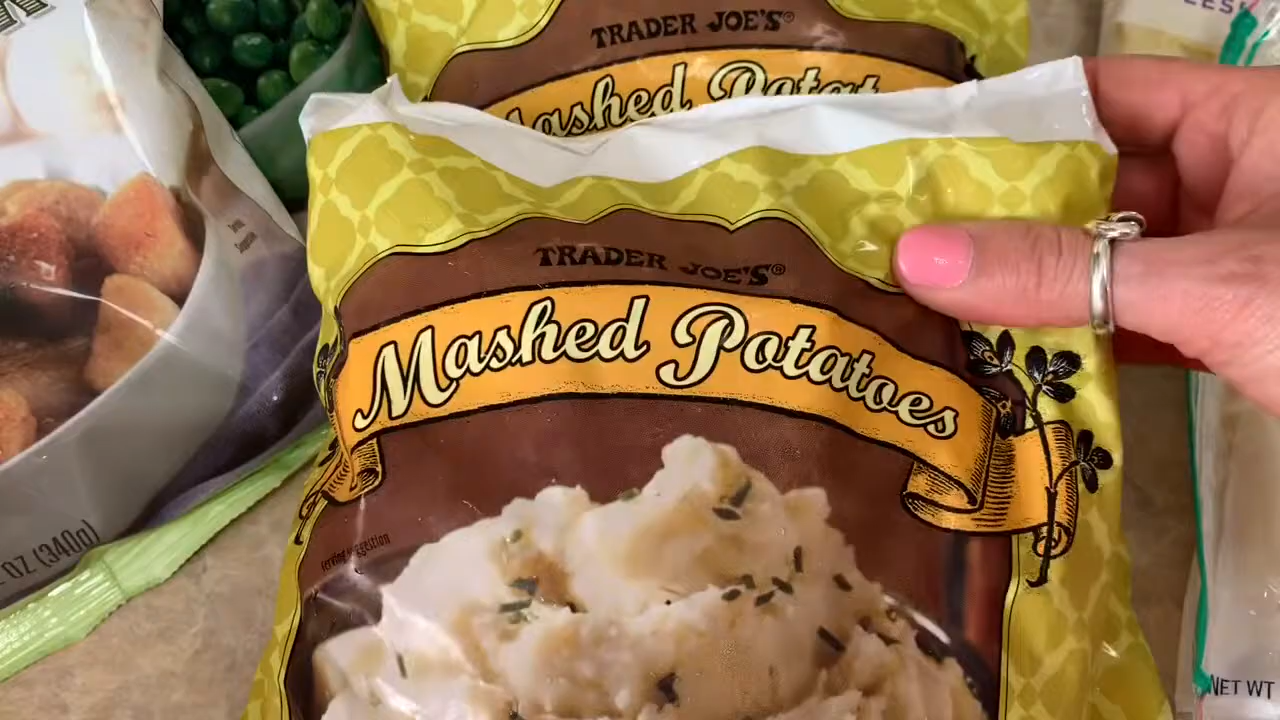 TRADER JOE'S®
Mashed Potat
TRADER JOE'S®
Mashed Potatoes
serving suggestion
OZ (340g)
NET WT